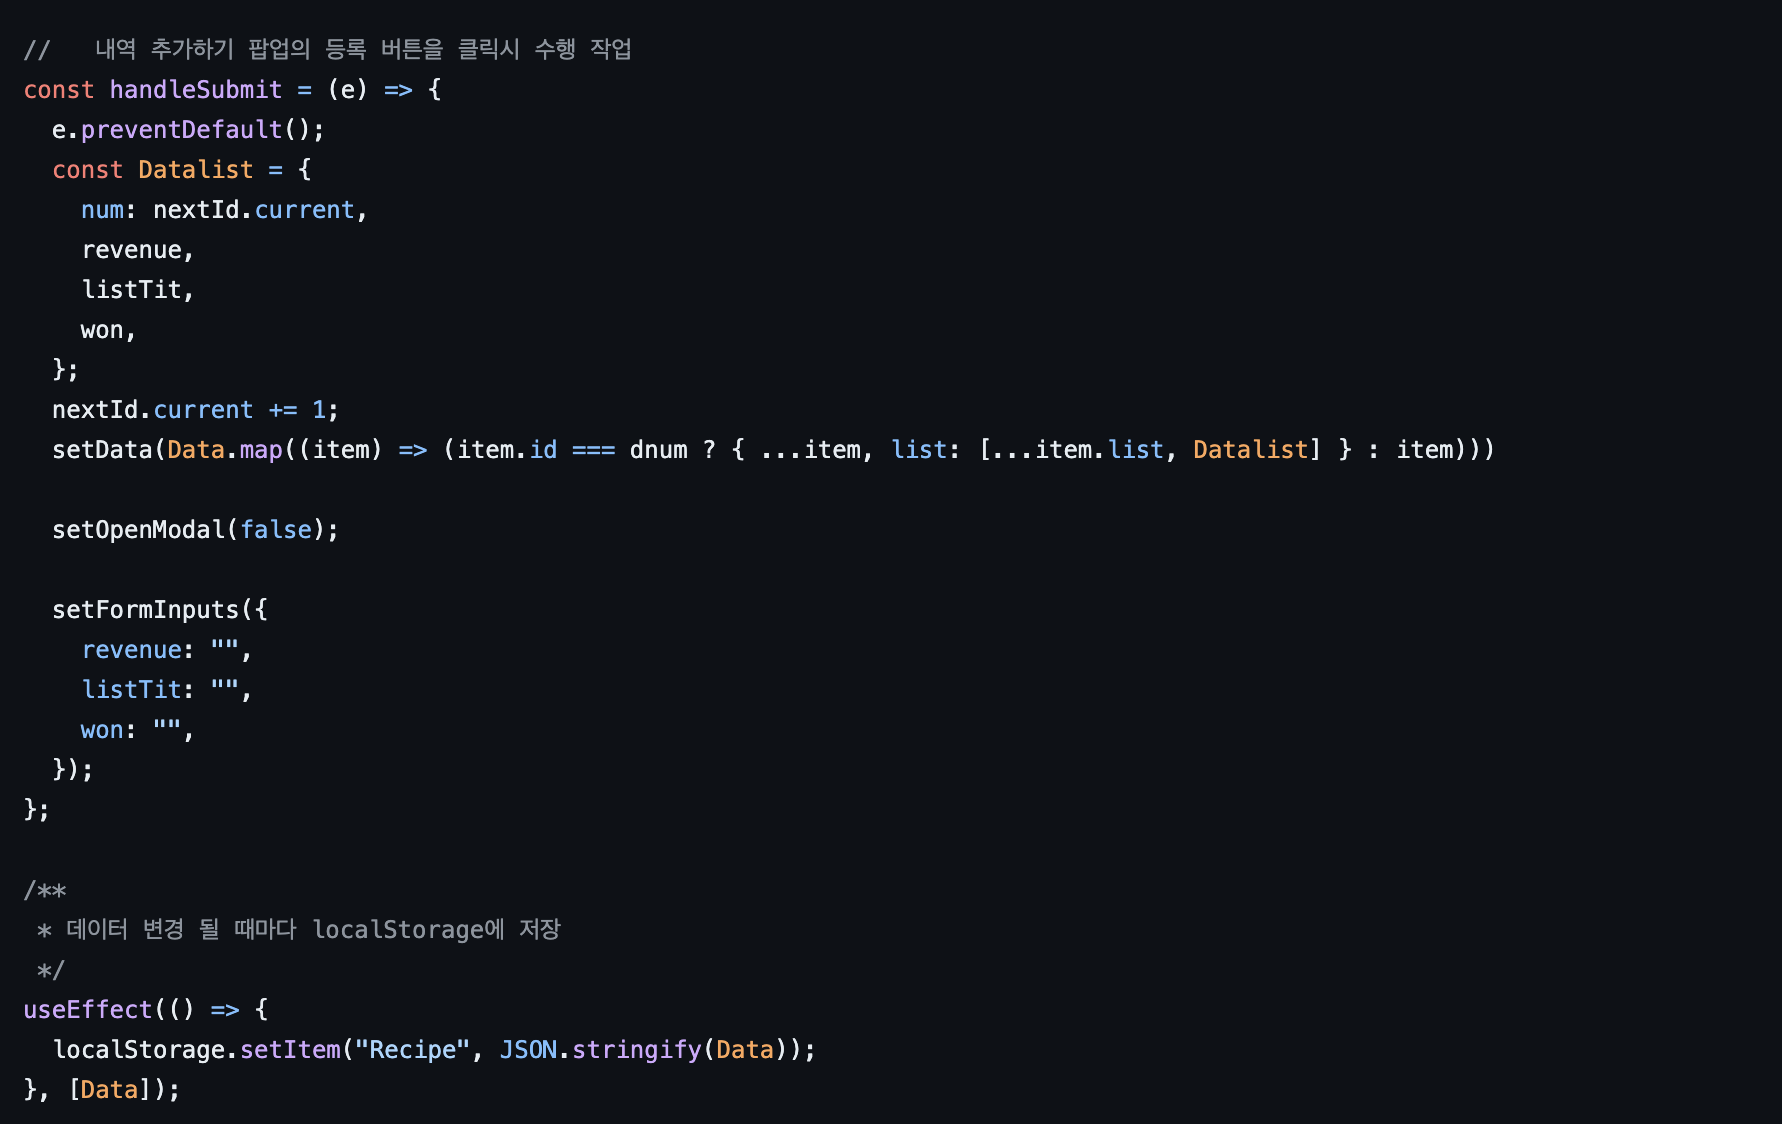 //   내역 추가하기 팝업의 등록 버튼을 클릭시 수행 작업
const handleSubmit = (e) => {
  e.preventDefault();
  const Datalist = {
    num: nextId.current,
    revenue,
    listTit,
    won,
  };
  nextId.current += 1;
  setData(Data.map((item) => (item.id === dnum ? { ...item, list: [...item.list, Datalist] } : item)))

  setOpenModal(false);

  setFormInputs({
    revenue: "",
    listTit: "",
    won: "",
  });
};

/**
 * 데이터 변경 될 때마다 localStorage에 저장
 */
useEffect(() => {
  localStorage.setItem("Recipe", JSON.stringify(Data));
}, [Data]);